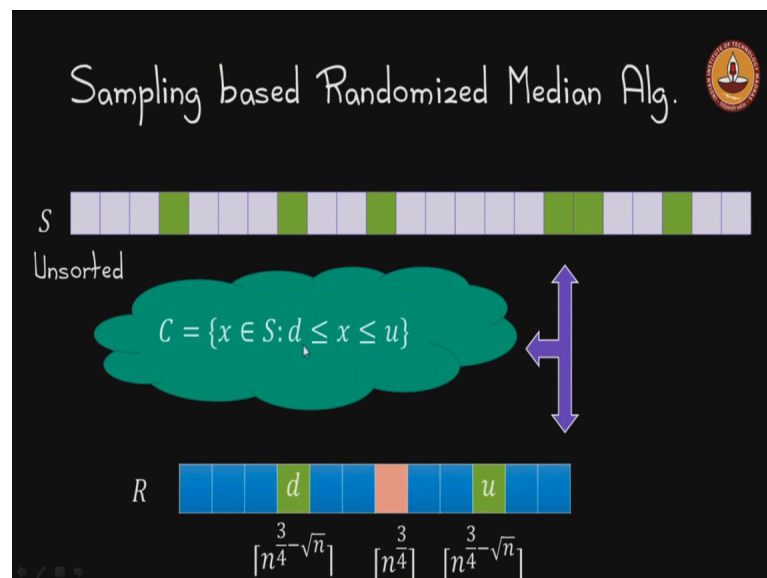 Sampling based Randomized Median Alg.
S
Unsorted
C = {x ∈ S: d ≤ x ≤ u}
R d u
⌈n^{3/4−√n}⌉ ⌈n^{3/4}⌉ ⌈n^{3/4−√n}⌉